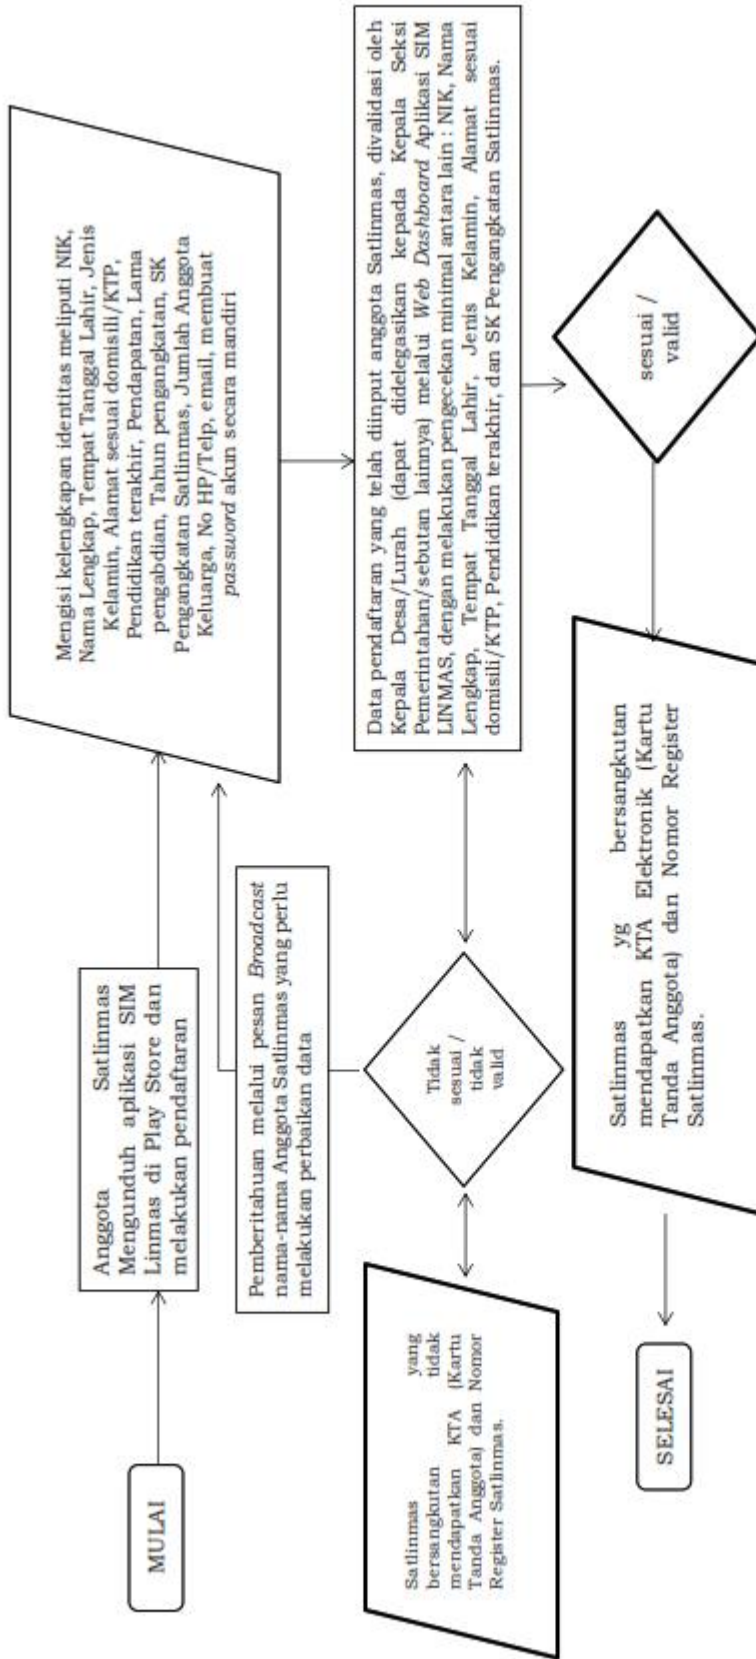 MULAI
Anggota Satlinmas
Mengunduh aplikasi SIM
Linmas di Play Store dan
melakukan pendaftaran
Mengisi kelengkapan identitas meliputi NIK,
Nama Lengkap, Tempat Tanggal Lahir, Jenis
Kelamin, Alamat sesuai domisili/KTP,
Pendidikan terakhir, Pendapatan, Lama
pengabdian, Tahun pengangkatan, SK
Pengangkatan Satlinmas, Jumlah Anggota
Keluarga, No HP/Telp, email, membuat
password akun secara mandiri
Pemberitahuan melalui pesan Broadcast
nama-nama Anggota Satlinmas yang perlu
melakukan perbaikan data
Data pendaftaran yang telah diinput anggota Satlinmas, divalidasi oleh
Kepala Desa/Lurah (dapat didelegasikan kepada Kepala Seksi
Pemerintahan/sebutan lainnya) melalui Web Dashboard Aplikasi SIM
LINMAS, dengan melakukan pengecekan minimal antara lain : NIK, Nama
Lengkap, Tempat Tanggal Lahir, Jenis Kelamin, Alamat sesuai
domisili/KTP, Pendidikan terakhir, dan SK Pengangkatan Satlinmas.
Tidak
sesuai /
tidak
valid
Satlinmas yang
bersangkutan tidak
mendapatkan KTA (Kartu
Tanda Anggota) dan Nomor
Register Satlinmas.
sesuai /
valid
Satlinmas yg bersangkutan
mendapatkan KTA Elektronik (Kartu
Tanda Anggota) dan Nomor Register
Satlinmas.
SELESAI